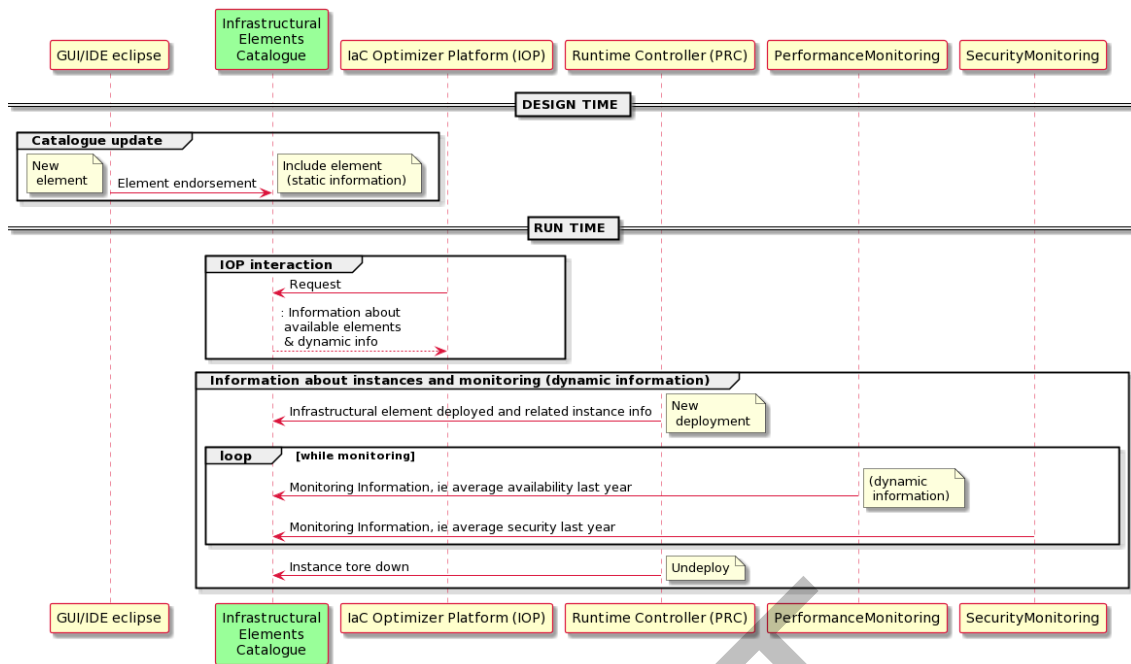 Infrastructural
Elements
Catalogue
GUI/IDE eclipse
IaC Optimizer Platform (IOP)
Runtime Controller (PRC)
PerformanceMonitoring
SecurityMonitoring
DESIGN TIME
Catalogue update
New
element
Element endorsement
Include element
(static information)
RUN TIME
IOP interaction
Request
: Information about
available elements
& dynamic info
Information about instances and monitoring (dynamic information)
Infrastructural element deployed and related instance info
New
deployment
loop [while monitoring]
Monitoring Information, ie average availability last year
(dynamic
information)
Monitoring Information, ie average security last year
Instance tore down
Undeploy
GUI/IDE eclipse
Infrastructural
Elements
Catalogue
IaC Optimizer Platform (IOP)
Runtime Controller (PRC)
PerformanceMonitoring
SecurityMonitoring